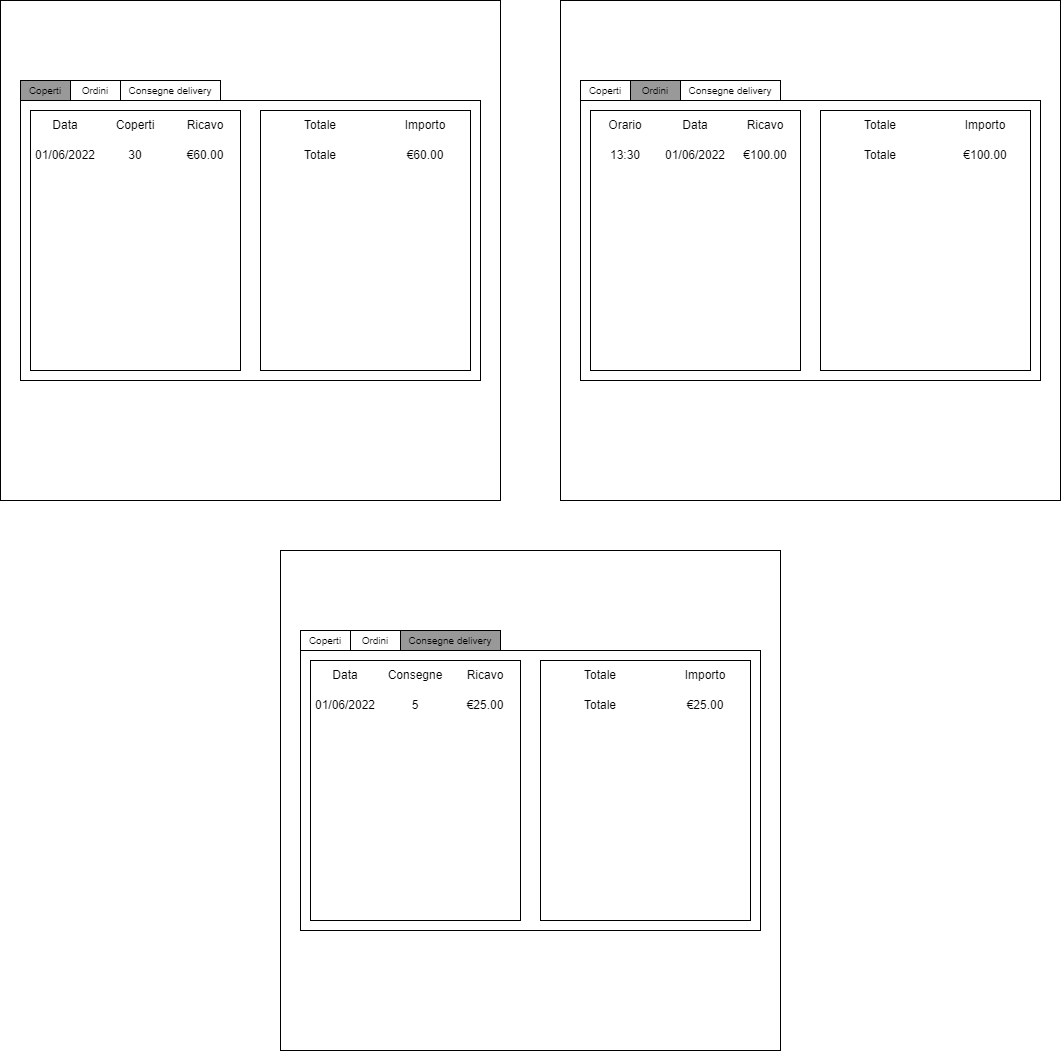 Coperti Ordini Consegne delivery
Data Coperti Ricavo Totale Importo
01/06/2022 30 €60.00 Totale €60.00
Coperti Ordini Consegne delivery
Orario Data Ricavo Totale Importo
13:30 01/06/2022 €100.00 Totale €100.00
Coperti Ordini Consegne delivery
Data Consegne Ricavo Totale Importo
01/06/2022 5 €25.00 Totale €25.00